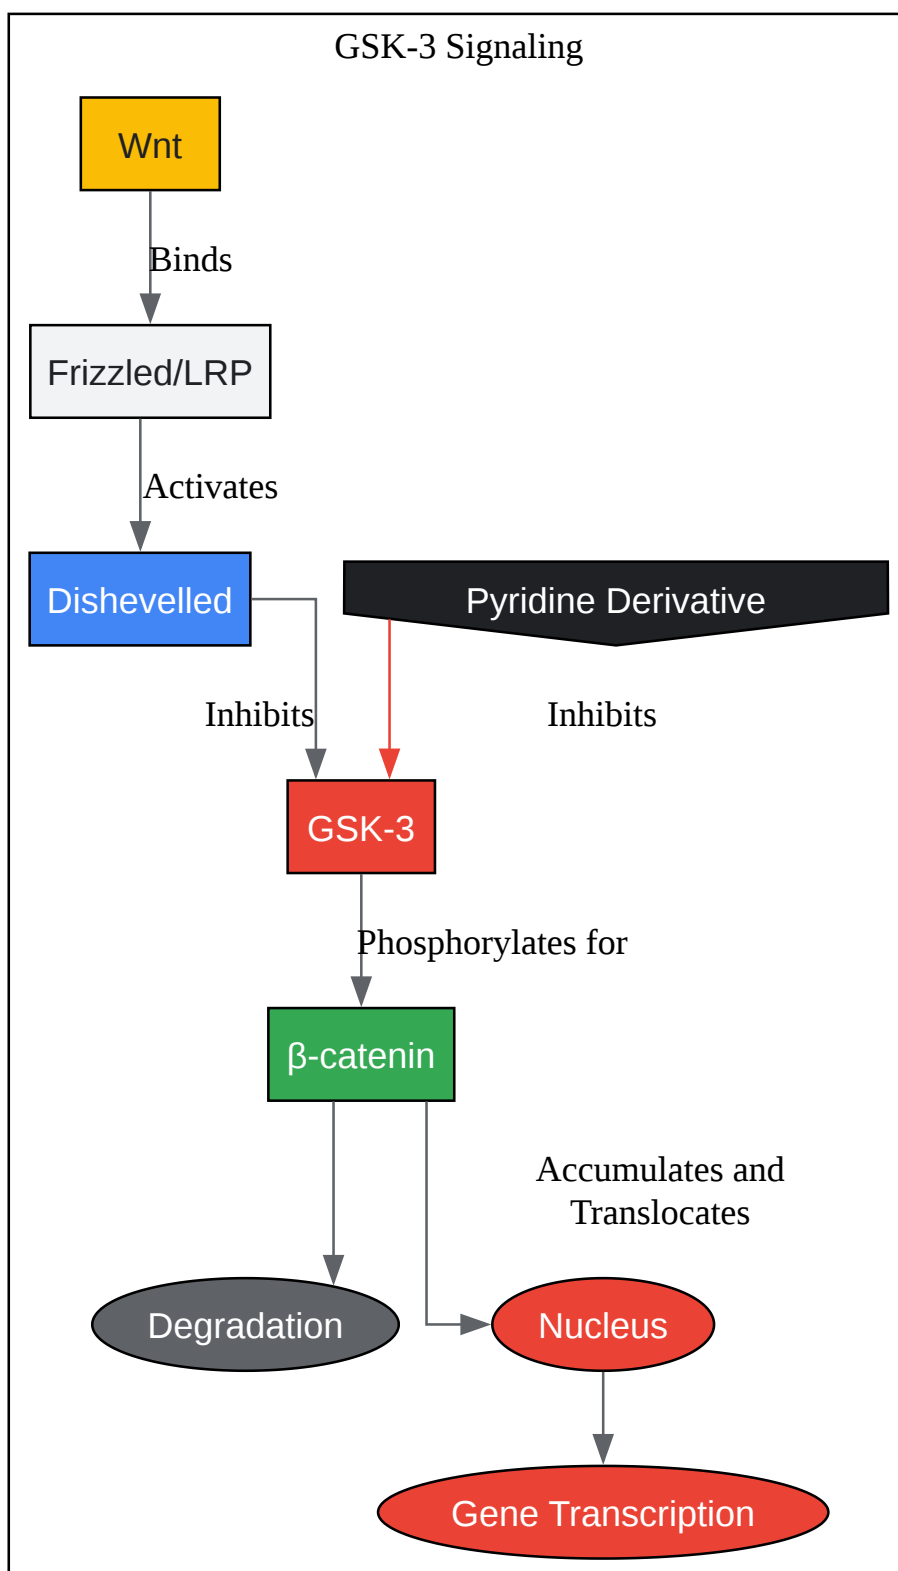 GSK-3 Signaling
Wnt
Binds
Frizzled/LRP
Activates
Dishevelled
Pyridine Derivative
Inhibits
Inhibits
GSK-3
Phosphorylates for
β-catenin
Accumulates and
Translocates
Degradation
Nucleus
Gene Transcription